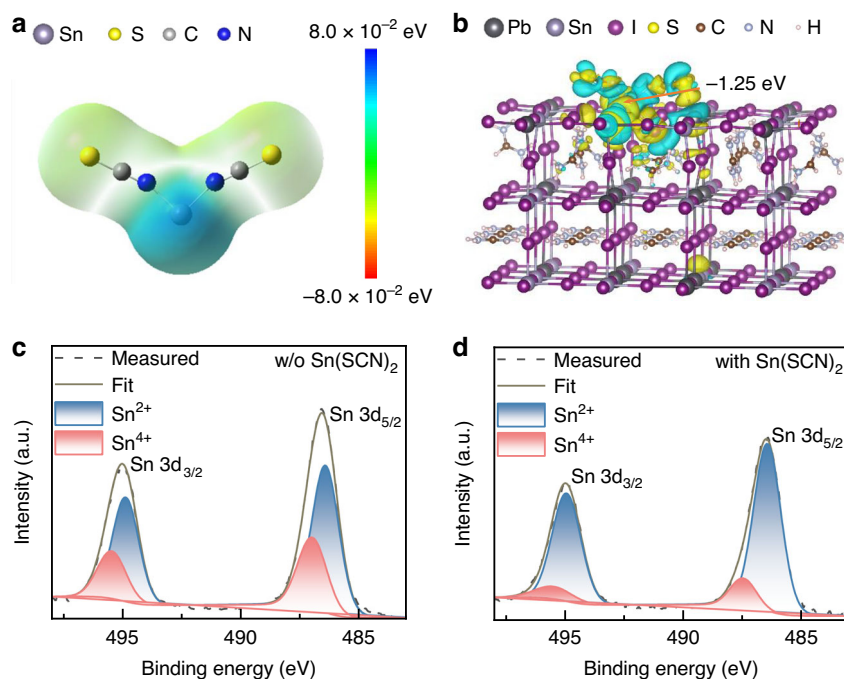 a
Sn S C N
8.0 × 10⁻² eV
−8.0 × 10⁻² eV
b
Pb Sn I S C N H
−1.25 eV
c
Measured
w/o Sn(SCN)₂
Fit
Sn²⁺
Sn⁴⁺
Sn 3d₅/₂
Sn 3d₃/₂
Intensity (a.u.)
495 490 485
Binding energy (eV)
d
Measured
with Sn(SCN)₂
Fit
Sn²⁺
Sn⁴⁺
Sn 3d₅/₂
Sn 3d₃/₂
Intensity (a.u.)
495 490 485
Binding energy (eV)